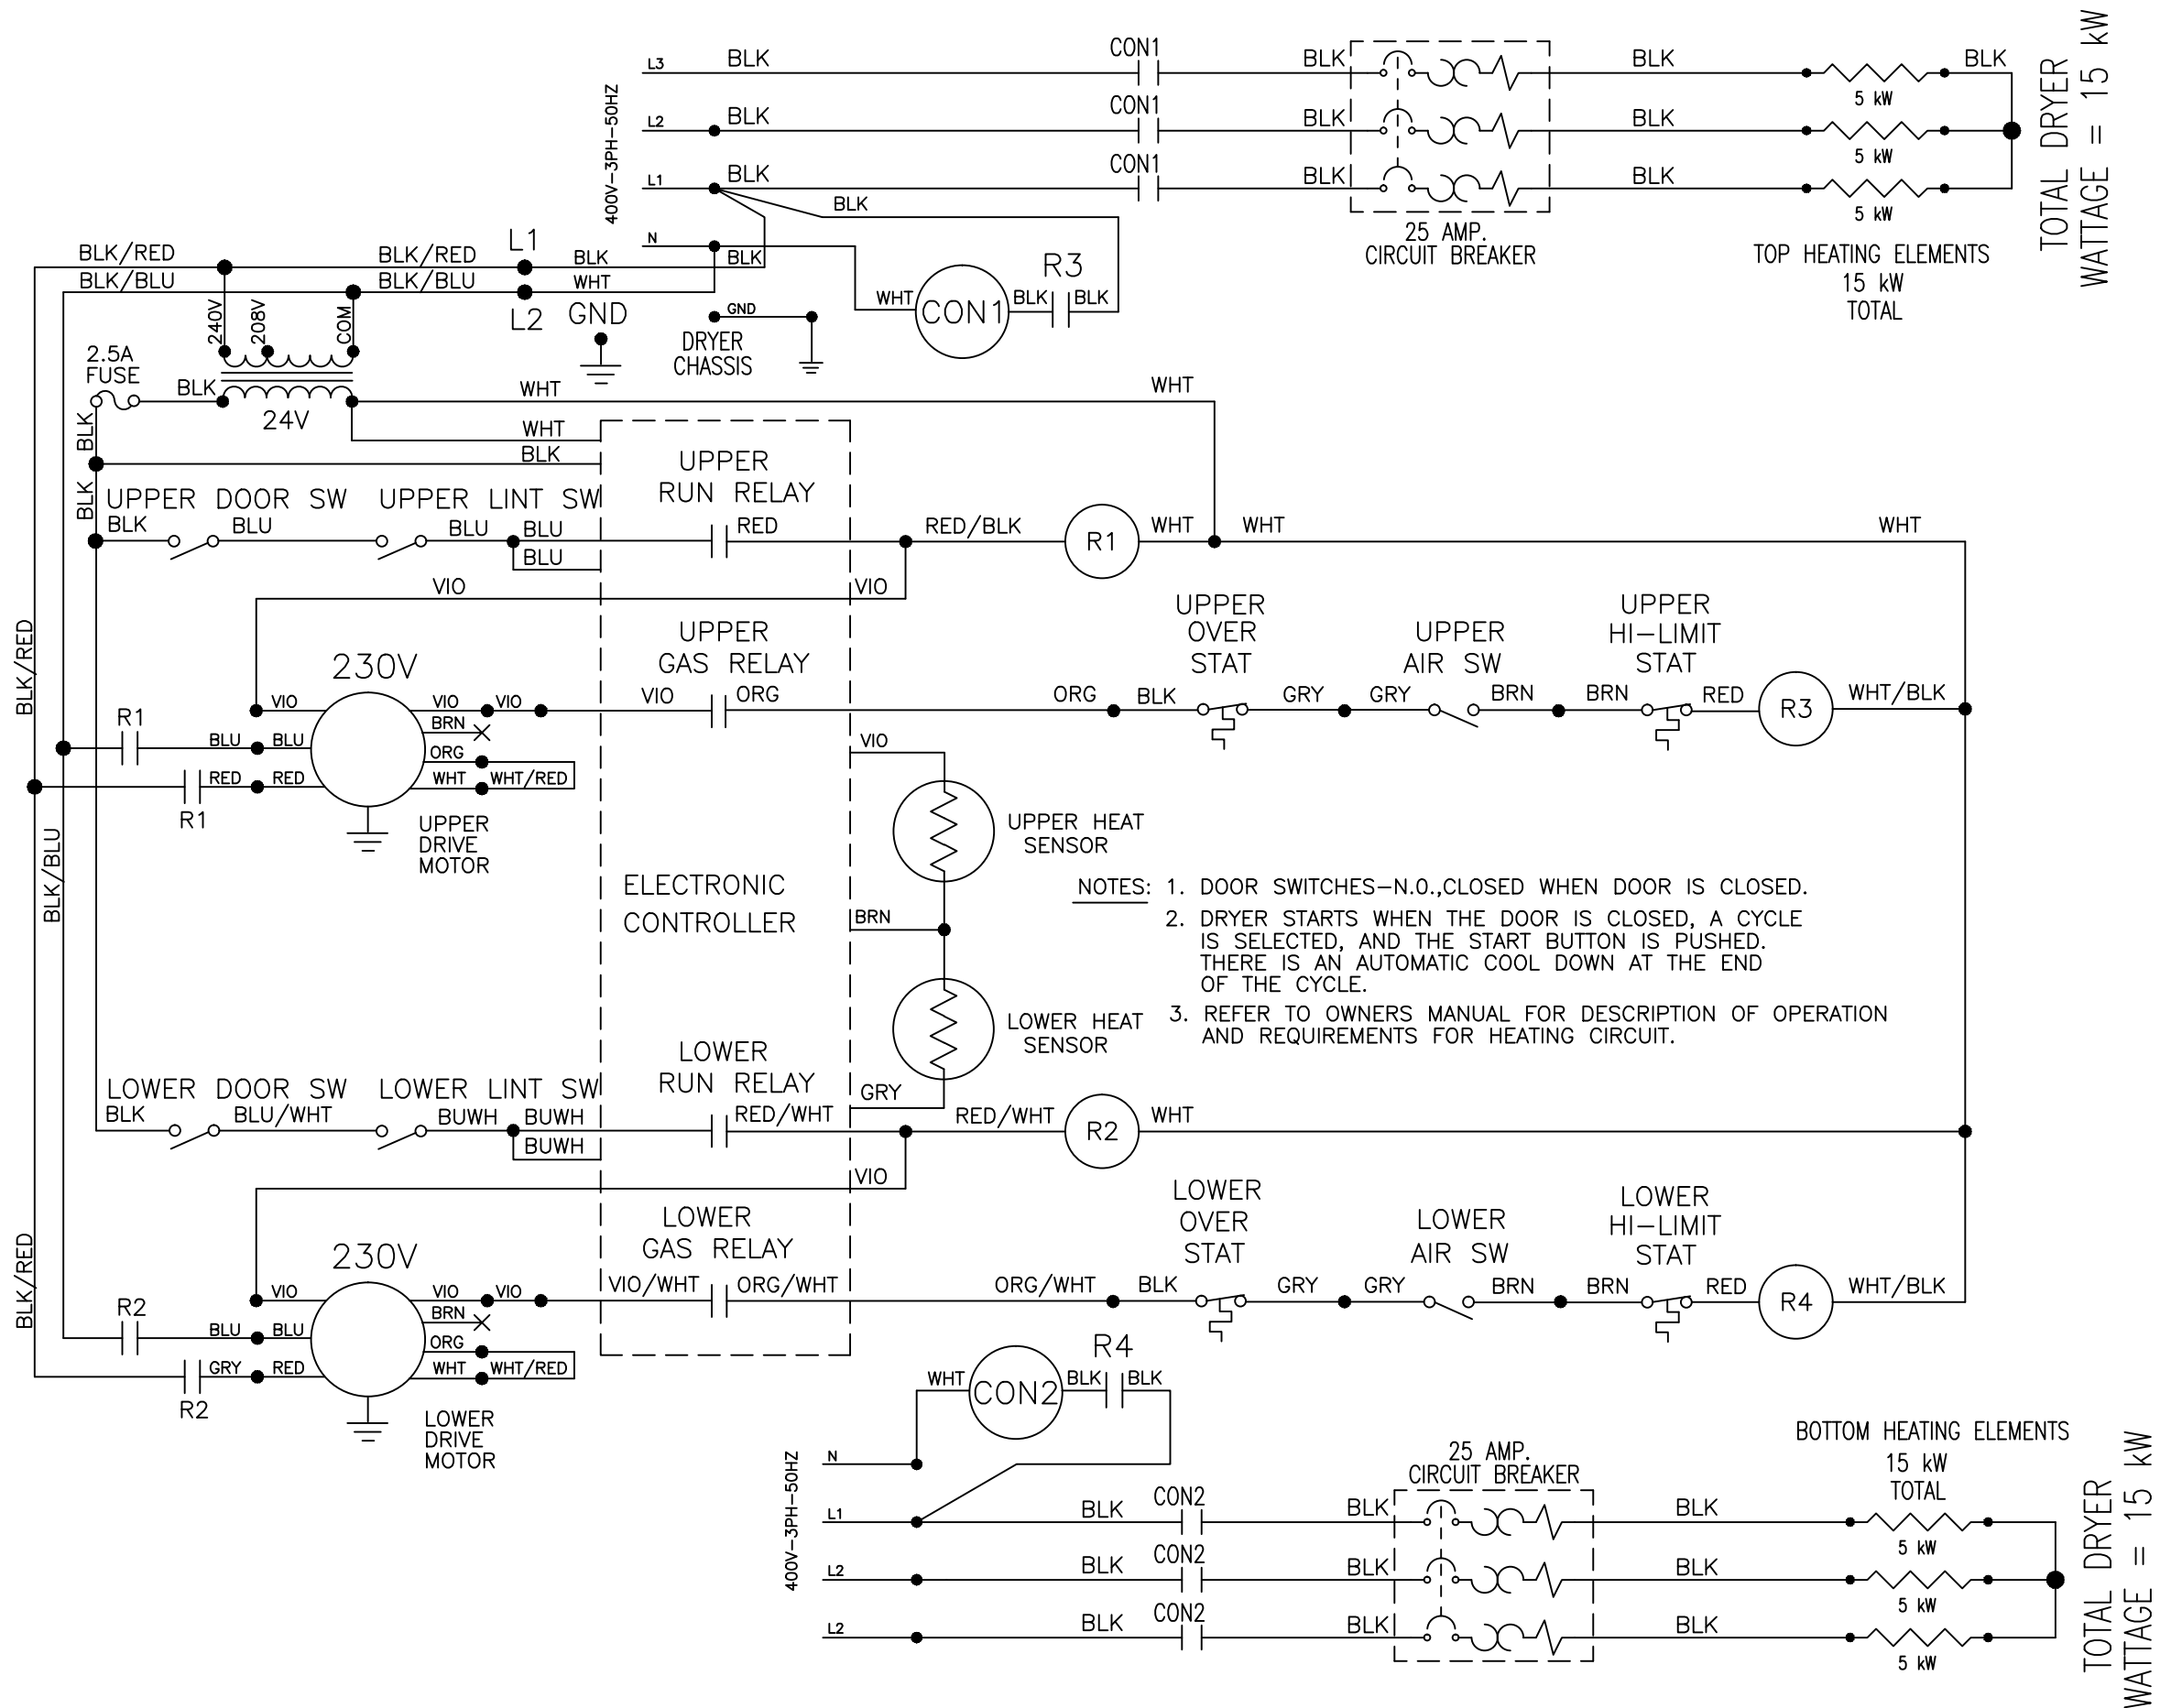 L3 BLK CON1 BLK BLK BLK
5 kW
L2 BLK CON1 BLK BLK
5 kW
L1 BLK CON1 BLK BLK
5 kW
400V-3PH-50HZ
BLK
N
BLK
25 AMP.
CIRCUIT BREAKER
TOP HEATING ELEMENTS
15 kW
TOTAL
TOTAL DRYER
WATTAGE = 15 kW
BLK/RED BLK/RED L1 BLK
BLK/BLU BLK/BLU L2 WHT
240V 208V COM
GND
GND
DRYER
CHASSIS
WHT CON1 BLK R3 BLK
2.5A
FUSE
BLK
24V
WHT WHT
WHT
BLK
BLK
BLK
UPPER DOOR SW UPPER LINT SW
UPPER
RUN RELAY
BLK BLU BLU BLU RED RED/BLK R1 WHT WHT WHT
BLU
VIO VIO
UPPER
GAS RELAY
UPPER
OVER
STAT
UPPER
AIR SW
UPPER
HI-LIMIT
STAT
230V
VIO VIO VIO VIO ORG ORG BLK GRY GRY BRN BRN RED R3 WHT/BLK
BRN
R1 BLU BLU ORG
RED RED WHT WHT/RED
R1
UPPER
DRIVE
MOTOR
BLK/RED
BLK/BLU
VIO
UPPER HEAT
SENSOR
ELECTRONIC
CONTROLLER
BRN
LOWER HEAT
SENSOR
GRY
NOTES: 1. DOOR SWITCHES-N.O.,CLOSED WHEN DOOR IS CLOSED.
2. DRYER STARTS WHEN THE DOOR IS CLOSED, A CYCLE
IS SELECTED, AND THE START BUTTON IS PUSHED.
THERE IS AN AUTOMATIC COOL DOWN AT THE END
OF THE CYCLE.
3. REFER TO OWNERS MANUAL FOR DESCRIPTION OF OPERATION
AND REQUIREMENTS FOR HEATING CIRCUIT.
LOWER DOOR SW LOWER LINT SW
LOWER
RUN RELAY
BLK BLU/WHT BUWH BUWH RED/WHT RED/WHT R2 WHT
BUWH
VIO
LOWER
GAS RELAY
LOWER
OVER
STAT
LOWER
AIR SW
LOWER
HI-LIMIT
STAT
BLK/RED
230V
VIO VIO VIO VIO/WHT ORG/WHT ORG/WHT BLK GRY GRY BRN BRN RED R4 WHT/BLK
BRN
R2 BLU BLU ORG
GRY RED WHT WHT/RED
R2
LOWER
DRIVE
MOTOR
WHT CON2 BLK R4 BLK
400V-3PH-50HZ
N
25 AMP.
CIRCUIT BREAKER
BOTTOM HEATING ELEMENTS
15 kW
TOTAL
L1 BLK CON2 BLK BLK
5 kW
L2 BLK CON2 BLK BLK
5 kW
L2 BLK CON2 BLK BLK
5 kW
TOTAL DRYER
WATTAGE = 15 kW